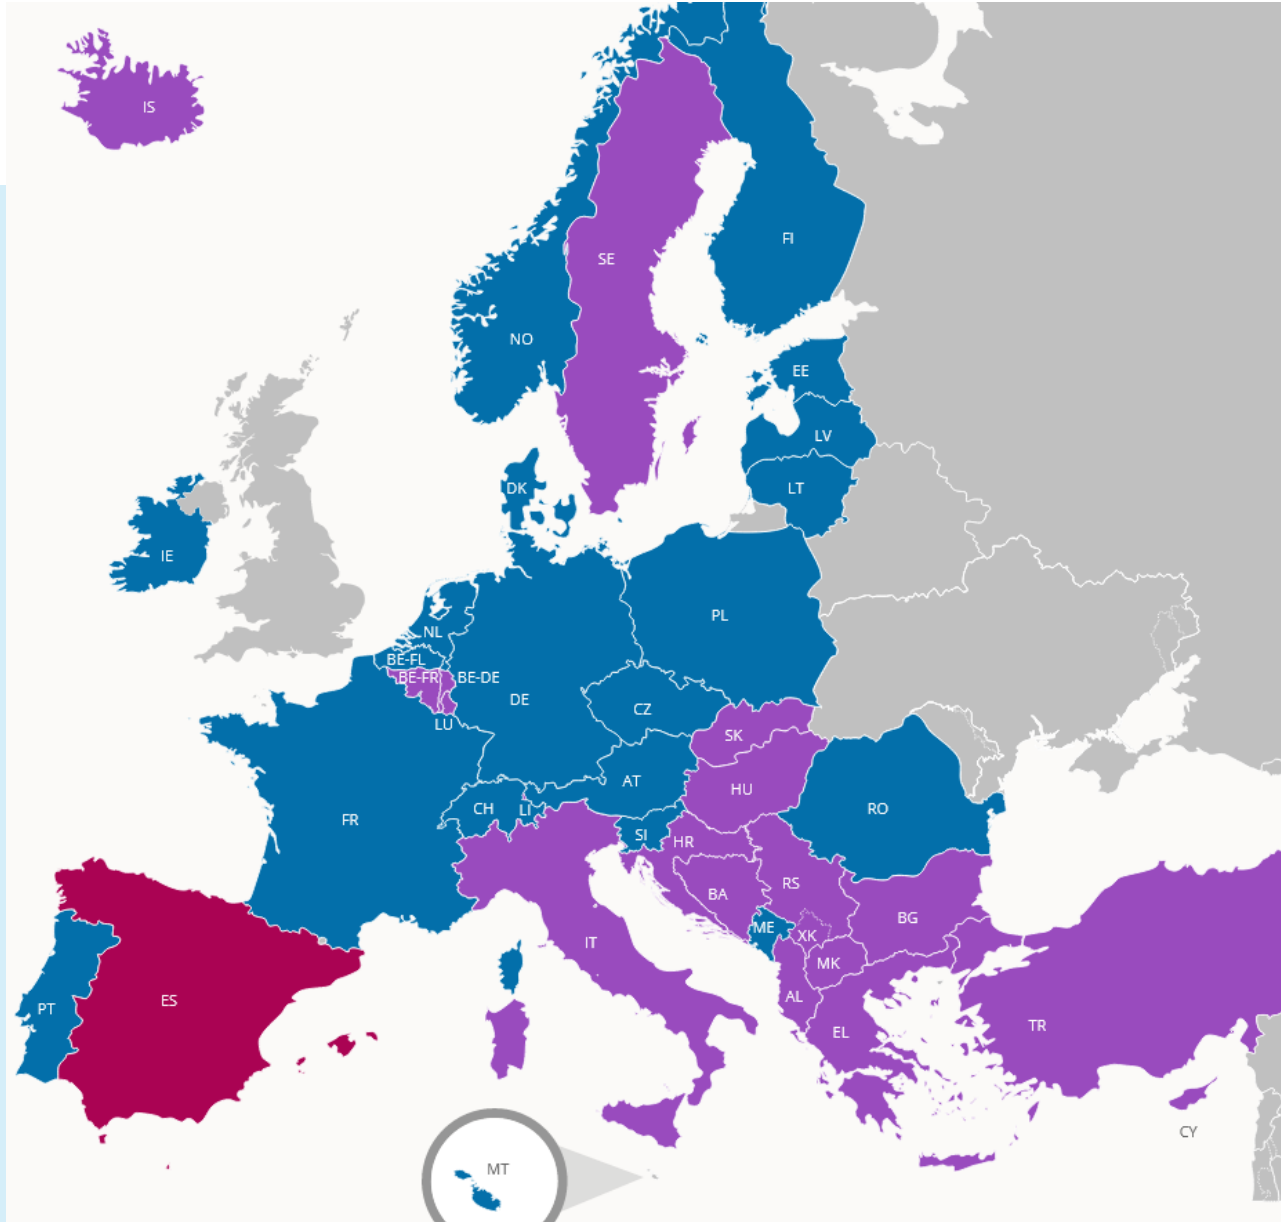 IS
FI
SE
NO
EE
LV
DK
LT
IE
PL
NL
BE-FL
BE-FR
BE-DE
DE
CZ
LU
SK
AT
HU
CH
LI
RO
FR
SI
HR
RS
BA
BG
ME
XK
IT
MK
AL
ES
PT
TR
EL
CY
MT